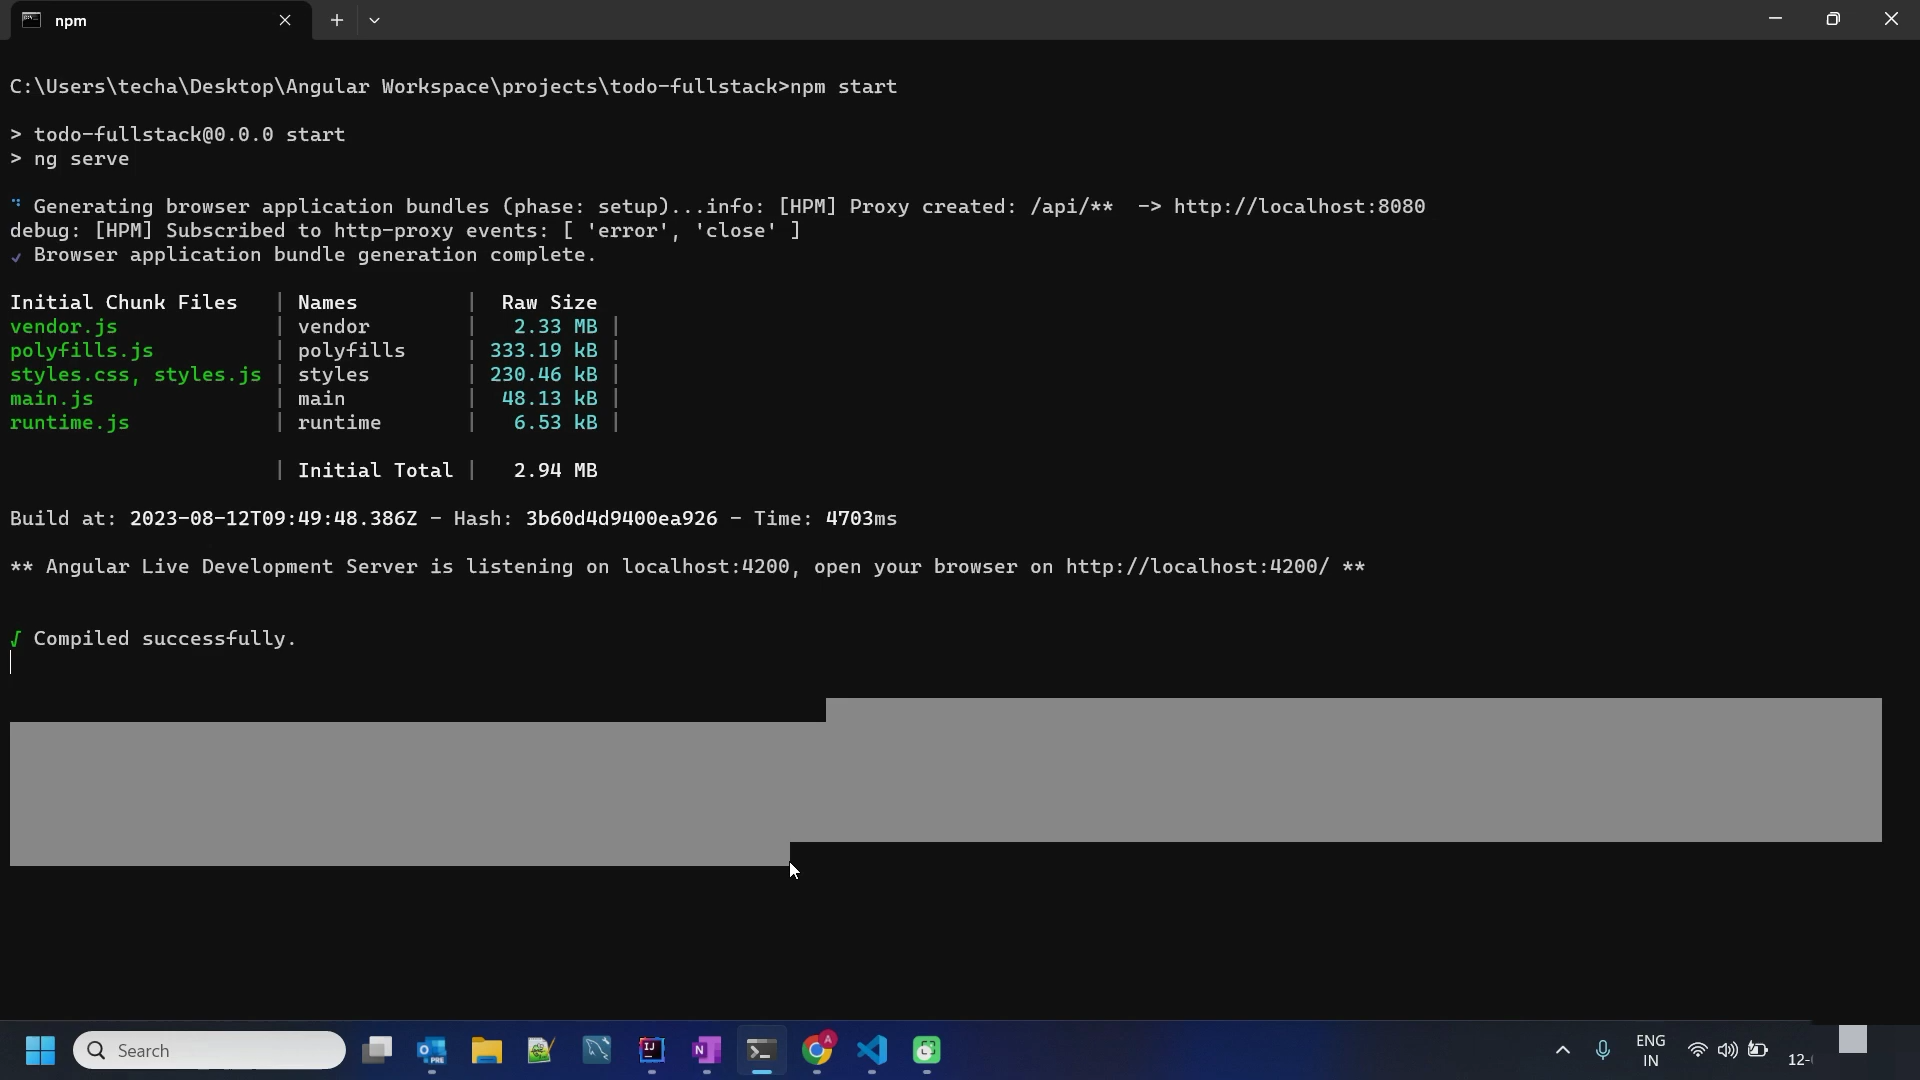 npm
C:\Users\techa\Desktop\Angular Workspace\projects\todo-fullstack>npm start
> todo-fullstack@0.0.0 start
> ng serve
Generating browser application bundles (phase: setup)...info: [HPM] Proxy created: /api/**  -> http://localhost:8080
debug: [HPM] Subscribed to http-proxy events: [ 'error', 'close' ]
✓ Browser application bundle generation complete.
Initial Chunk Files | Names | Raw Size
vendor.js | vendor | 2.33 MB |
polyfills.js | polyfills | 333.19 kB |
styles.css, styles.js | styles | 230.46 kB |
main.js | main | 48.13 kB |
runtime.js | runtime | 6.53 kB |
| Initial Total | 2.94 MB
Build at: 2023-08-12T09:49:48.386Z - Hash: 3b60d4d9400ea926 - Time: 4703ms
** Angular Live Development Server is listening on localhost:4200, open your browser on http://localhost:4200/ **
√ Compiled successfully.
Search
ENG
IN
12-